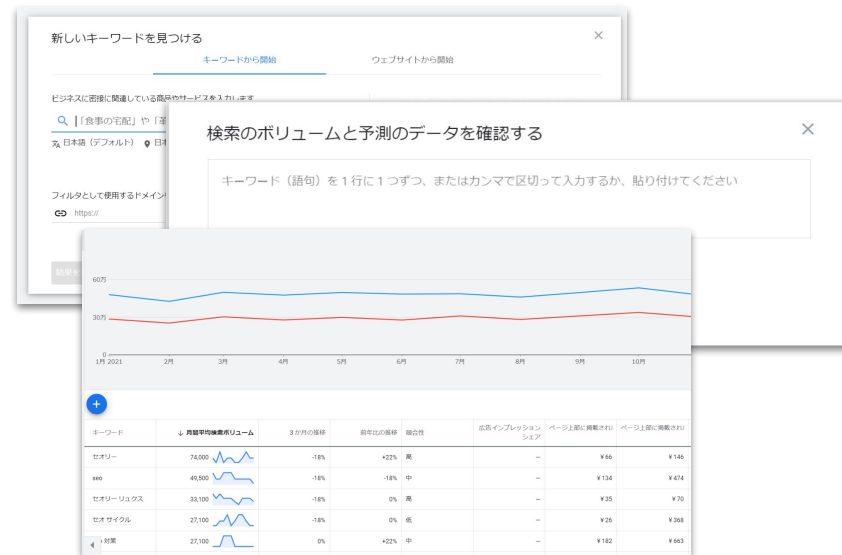 新しいキーワードを見つける
キーワードから開始
ウェブサイトから開始
ビジネスに密接に関連している商品やサービスを入力します
「食事の宅配」や「
日本語（デフォルト）
フィルタとして使用するドメイン
https://
検索のボリュームと予測のデータを確認する
キーワード（語句）を１行に１つずつ、またはカンマで区切って入力するか、貼り付けてください
60万
30万
0
1月 2021 2月 3月 4月 5月 6月 7月 8月 9月 10月
キーワード ↓ 月間平均検索ボリューム 3 か月の推移 前年比の推移 競合性 広告インプレッション シェア ページ上部に掲載され ページ上部に掲載され
セオリー 74,000 -18% +22% 高 – ¥66 ¥146
seo 49,500 -18% -18% 中 – ¥134 ¥474
セオリー リュクス 33,100 -18% 0% 高 – ¥35 ¥70
セオ サイクル 27,100 -18% 0% 低 – ¥26 ¥368
対策 27,100 0% +22% 中 – ¥182 ¥663